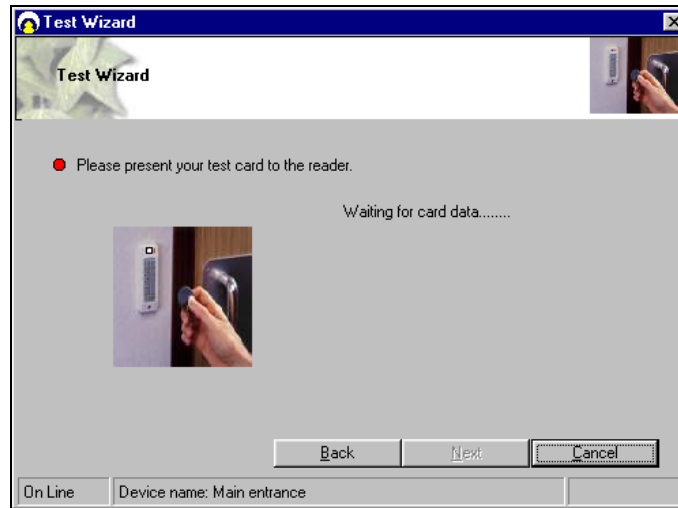 Test Wizard
Test Wizard
Please present your test card to the reader.
Waiting for card data........
Back Next Cancel
On Line Device name: Main entrance